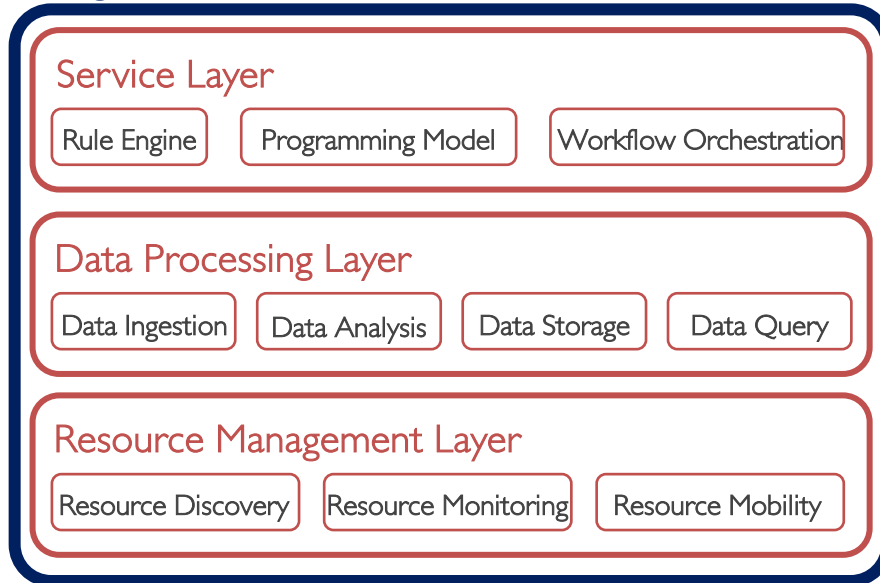 Service Layer
Rule Engine
Programming Model
Workflow Orchestration
Data Processing Layer
Data Ingestion
Data Analysis
Data Storage
Data Query
Resource Management Layer
Resource Discovery
Resource Monitoring
Resource Mobility